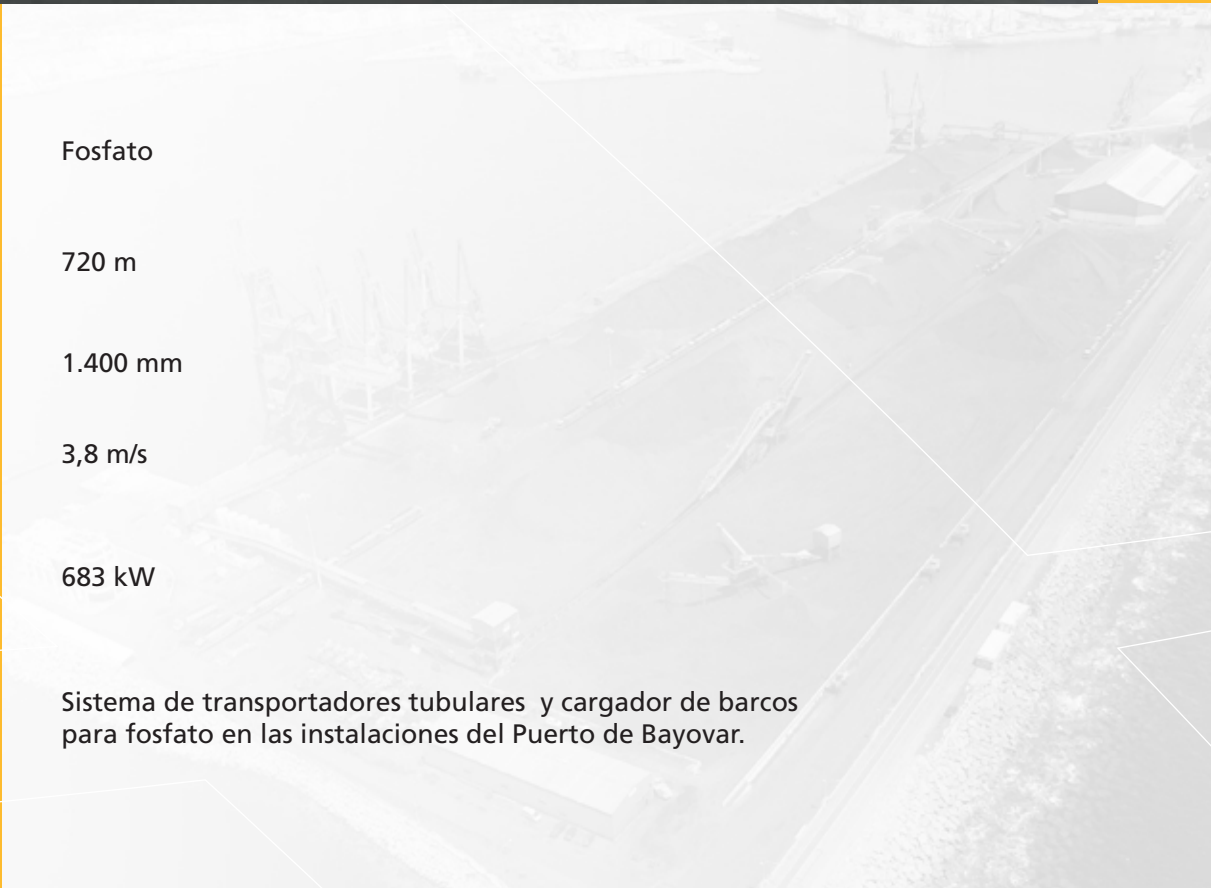 Fosfato
720 m
1.400 mm
3,8 m/s
683 kW
Sistema de transportadores tubulares y cargador de barcos
para fosfato en las instalaciones del Puerto de Bayovar.